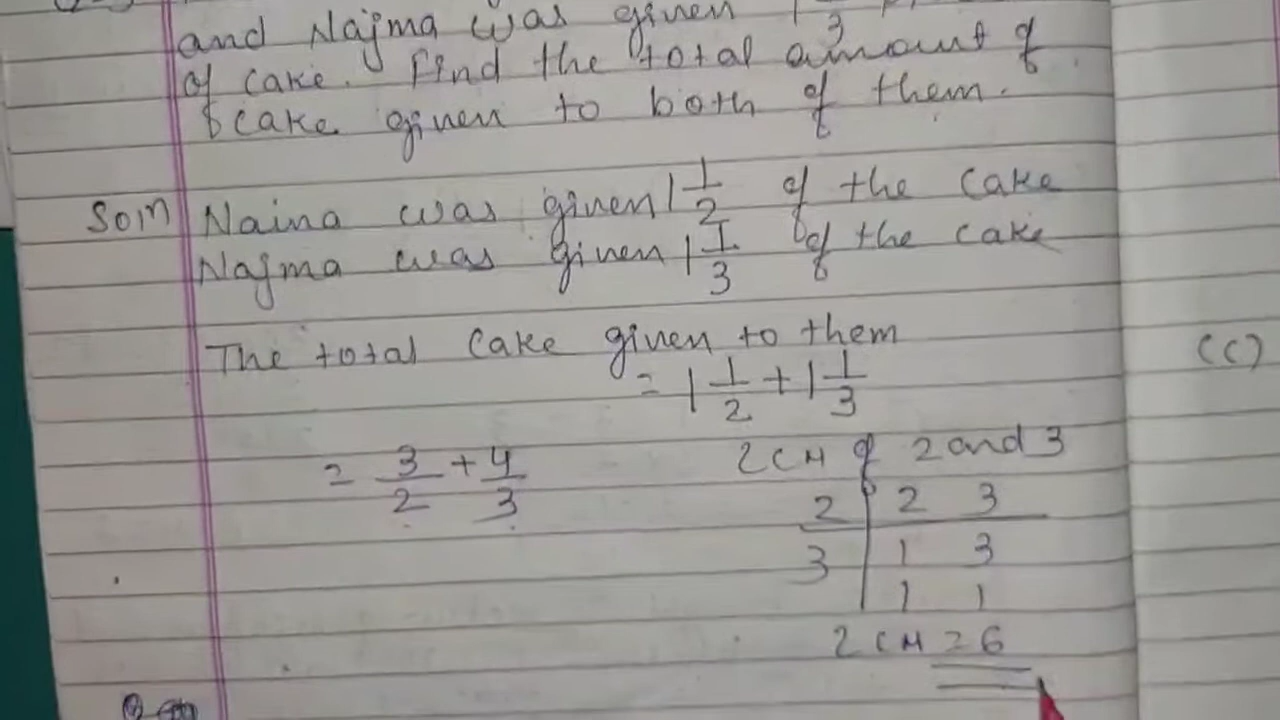 and Najma was given 1 1/3
of cake. Find the total amount of
cake given to both of them.
Soln Naina was given 1 1/2 of the cake
Najma was given 1 1/3 of the cake
The total cake given to them
= 1 1/2 + 1 1/3
(c)
= 3/2 + 4/3
LCM of 2 and 3
2 | 2 3
3 | 1 3
1 1
LCM = 6